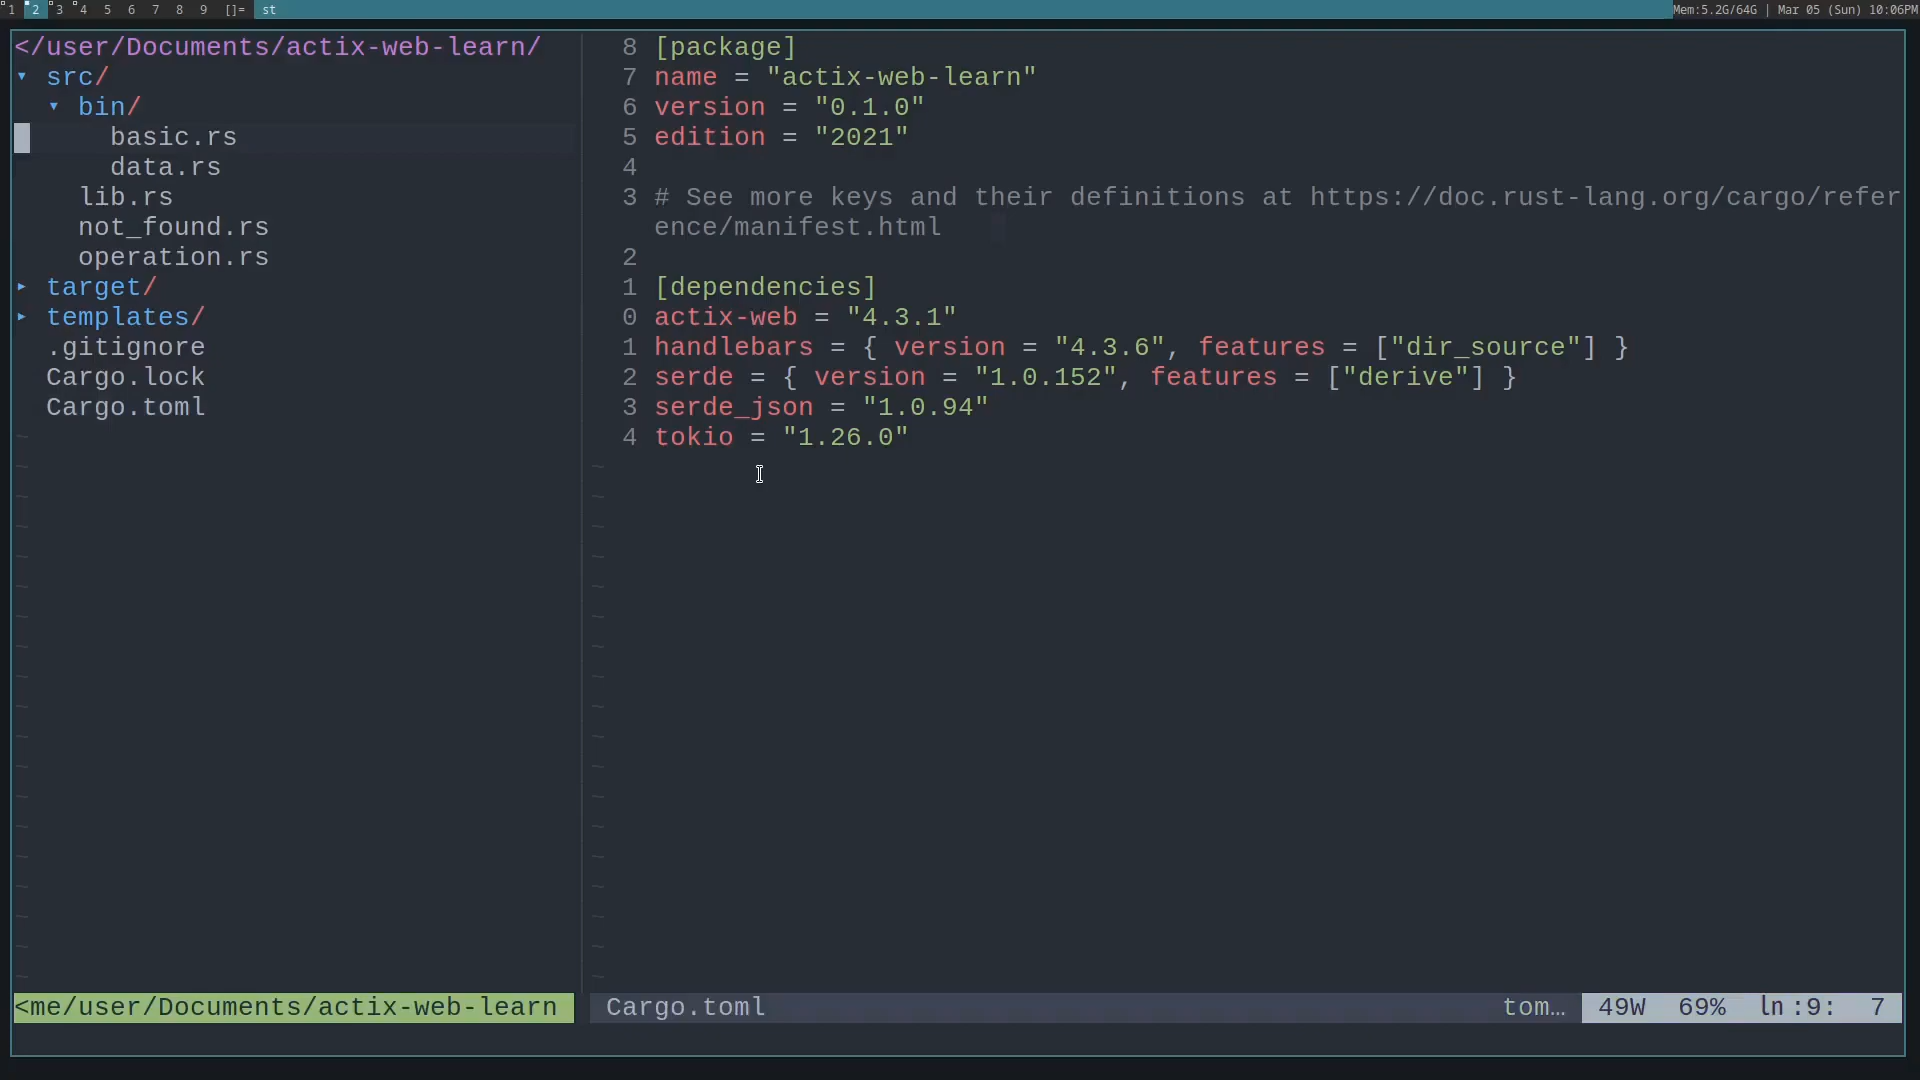 1 2 3 4 5 6 7 8 9 []= st Mem:5.2G/64G | Mar 05 (Sun) 10:06PM
</user/Documents/actix-web-learn/
▾ src/
▾ bin/
basic.rs
data.rs
lib.rs
not_found.rs
operation.rs
▸ target/
▸ templates/
.gitignore
Cargo.lock
Cargo.toml
<me/user/Documents/actix-web-learn
8 [package]
7 name = "actix-web-learn"
6 version = "0.1.0"
5 edition = "2021"
4
3 # See more keys and their definitions at https://doc.rust-lang.org/cargo/refer
ence/manifest.html
2
1 [dependencies]
0 actix-web = "4.3.1"
1 handlebars = { version = "4.3.6", features = ["dir_source"] }
2 serde = { version = "1.0.152", features = ["derive"] }
3 serde_json = "1.0.94"
4 tokio = "1.26.0"
Cargo.toml tom… 49W 69% ln :9: 7